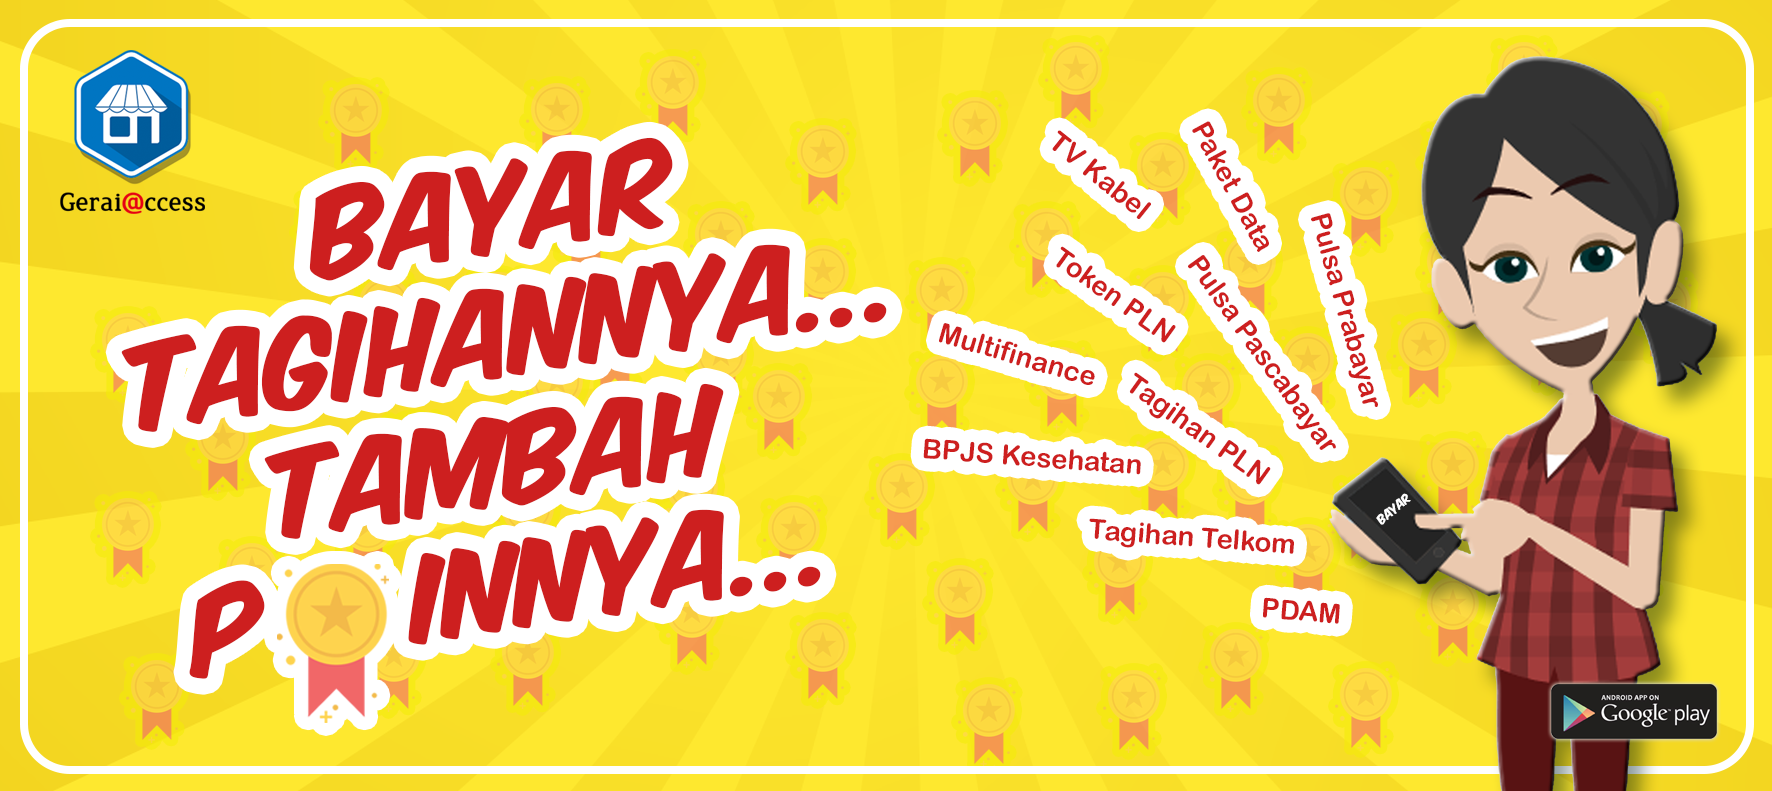 Gerai@ccess
BAYAR
TAGIHANNYA...
TAMBAH
POINNYA...
TV Kabel
Paket Data
Pulsa Prabayar
Token PLN
Pulsa Pascabayar
Multifinance
Tagihan PLN
BPJS Kesehatan
Tagihan Telkom
PDAM
BAYAR
ANDROID APP ON
Google play